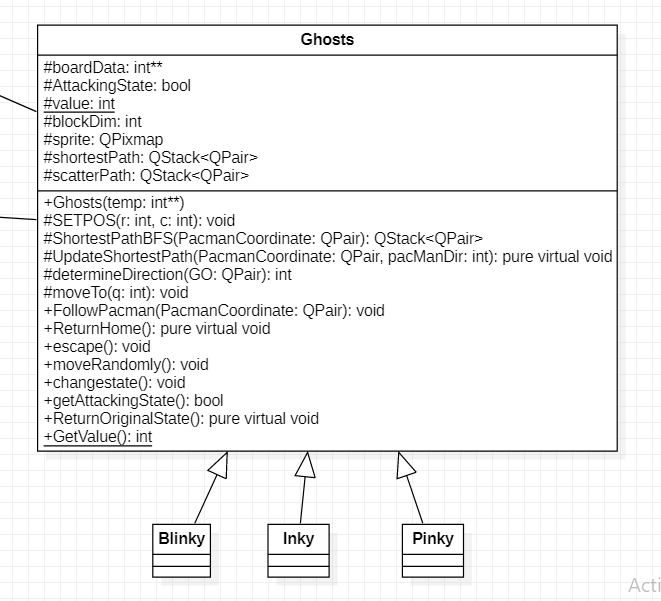 Ghosts
#boardData: int**
#AttackingState: bool
#value: int
#blockDim: int
#sprite: QPixmap
#shortestPath: QStack<QPair>
#scatterPath: QStack<QPair>
+Ghosts(temp: int**)
#SETPOS(r: int, c: int): void
#ShortestPathBFS(PacmanCoordinate: QPair): QStack<QPair>
#UpdateShortestPath(PacmanCoordinate: QPair, pacManDir: int): pure virtual void
#determineDirection(GO: QPair): int
#moveTo(q: int): void
+FollowPacman(PacmanCoordinate: QPair): void
+ReturnHome(): pure virtual void
+escape(): void
+moveRandomly(): void
+changestate(): void
+getAttackingState(): bool
+ReturnOriginalState(): pure virtual void
+GetValue(): int
Blinky Inky Pinky
Acti